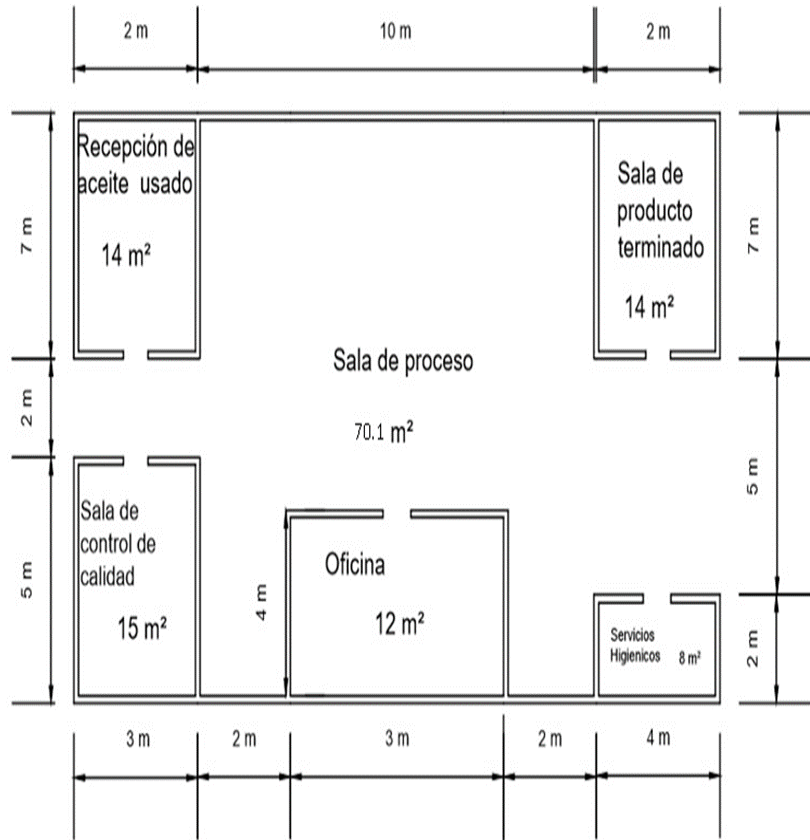 2 m
10 m
2 m
Recepción de
aceite usado
14 m²
Sala de
producto
terminado
14 m²
7 m
7 m
Sala de proceso
70.1 m²
2 m
5 m
Sala de
control de
calidad
15 m²
5 m
4 m
Oficina
12 m²
Servicios
Higienicos 8 m²
2 m
3 m
2 m
3 m
2 m
4 m